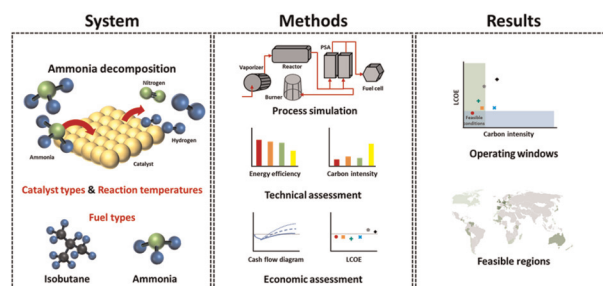 System
Ammonia decomposition
Nitrogen
Hydrogen
Ammonia
Catalyst
Catalyst types & Reaction temperatures
Fuel types
Isobutane
Ammonia
Methods
PSA
Reactor
Vaporizer
Fuel cell
Burner
Process simulation
Energy efficiency
Carbon intensity
Technical assessment
Cash flow diagram
LCOE
Economic assessment
Results
LCOE
Feasible
conditions
Carbon intensity
Operating windows
Feasible regions